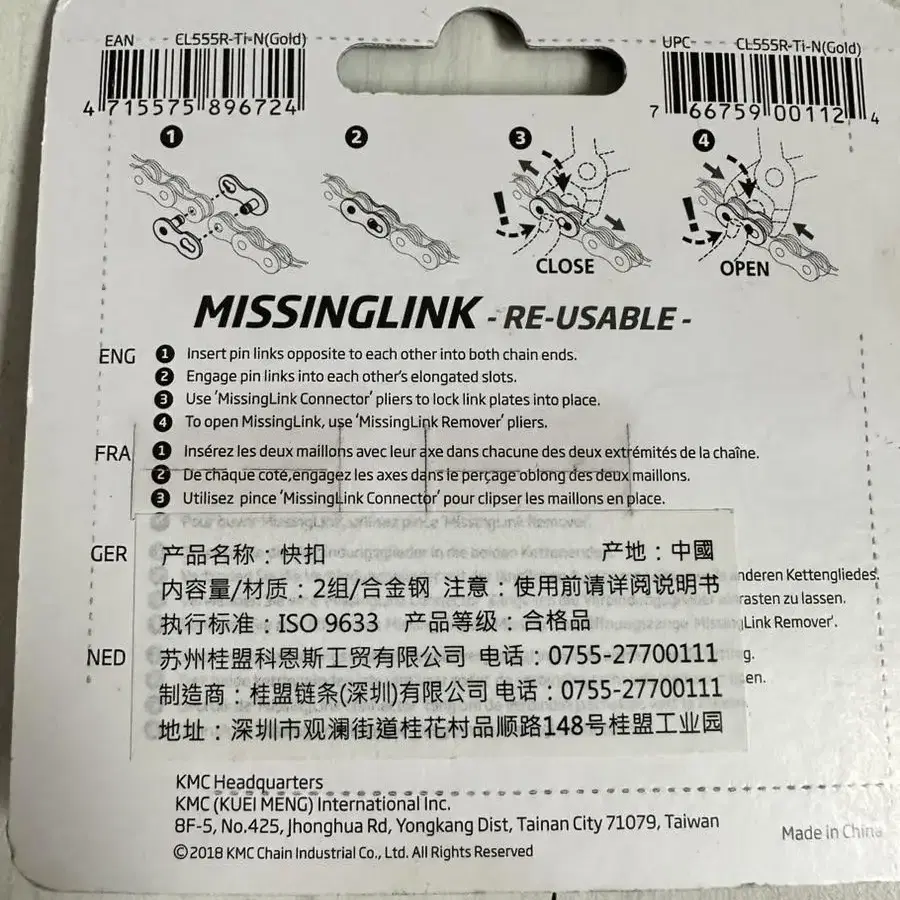 EAN CL555R-Ti-N(Gold)
4 715575 896724
UPC CL555R-Ti-N(Gold)
7 66759 00112 4
1
2
3
4
CLOSE
OPEN
MISSINGLINK - RE-USABLE -
ENG
1 Insert pin links opposite to each other into both chain ends.
2 Engage pin links into each other's elongated slots.
3 Use 'MissingLink Connector' pliers to lock link plates into place.
4 To open MissingLink, use 'MissingLink Remover' pliers.
FRA
1 Insérez les deux maillons avec leur axe dans chacune des deux extrémités de la chaîne.
2 De chaque coté,engagez les axes dans le perçage oblong des deux maillons.
3 Utilisez pince 'MissingLink Connector' pour clipser les maillons en place.
GER
产品名称：快扣 产地：中國
anderen Kettengliedes.
内容量/材质：2组/合金钢 注意：使用前请详阅说明书
rasten zu lassen.
执行标准：ISO 9633 产品等级：合格品
Link Remover'.
NED
苏州桂盟科恩斯工贸有限公司 电话：0755-27700111
制造商：桂盟链条(深圳)有限公司 电话：0755-27700111
地址：深圳市观澜街道桂花村品顺路148号桂盟工业园
KMC Headquarters
KMC (KUEI MENG) International Inc.
8F-5, No.425, Jhonghua Rd, Yongkang Dist, Tainan City 71079, Taiwan
©2018 KMC Chain Industrial Co., Ltd. All Rights Reserved
Made in China